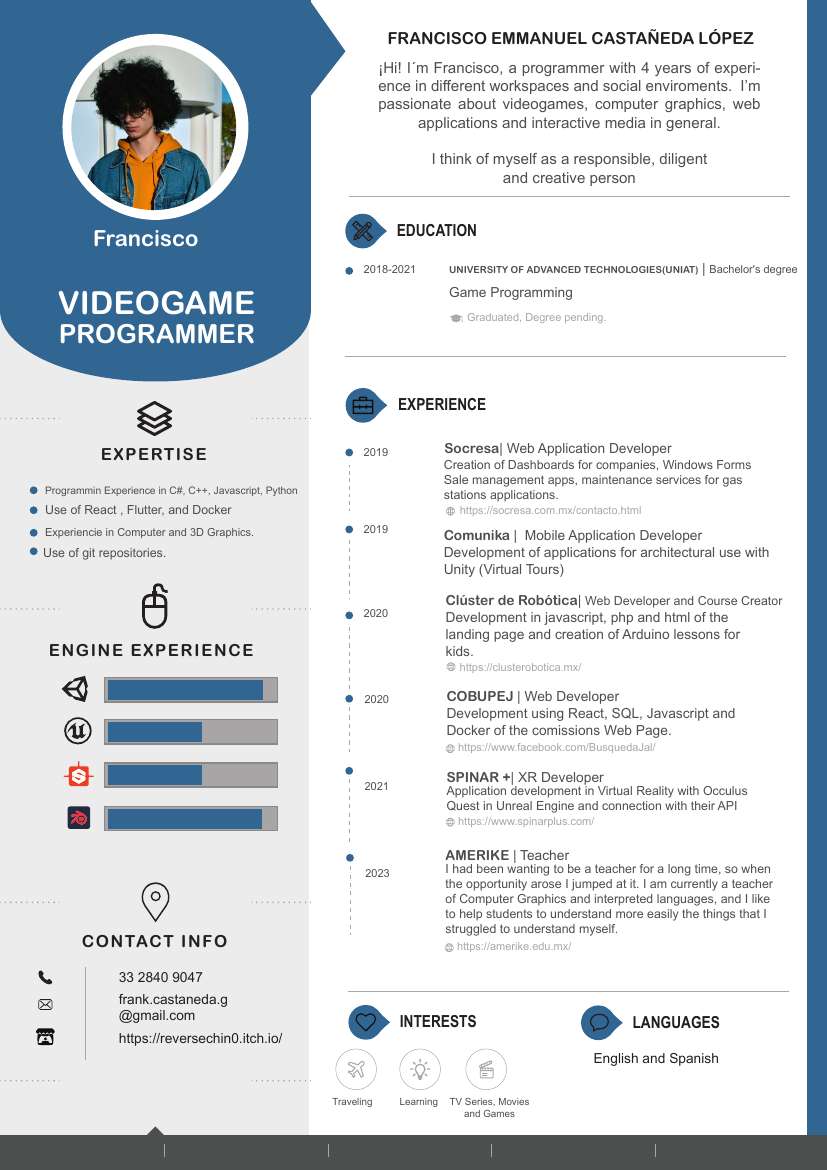 Francisco
VIDEOGAME
PROGRAMMER
EXPERTISE
Programmin Experience in C#, C++, Javascript, Python
Use of React , Flutter, and Docker
Experiencie in Computer and 3D Graphics.
Use of git repositories.
ENGINE EXPERIENCE
CONTACT INFO
33 2840 9047
frank.castaneda.g
@gmail.com
https://reversechin0.itch.io/
FRANCISCO EMMANUEL CASTAÑEDA LÓPEZ
¡Hi! I´m Francisco, a programmer with 4 years of experi-
ence in different workspaces and social enviroments. I’m
passionate about videogames, computer graphics, web
applications and interactive media in general.
I think of myself as a responsible, diligent
and creative person
EDUCATION
2018-2021 UNIVERSITY OF ADVANCED TECHNOLOGIES(UNIAT) | Bachelor's degree
Game Programming
Graduated, Degree pending.
EXPERIENCE
2019 Socresa| Web Application Developer
Creation of Dashboards for companies, Windows Forms
Sale management apps, maintenance services for gas
stations applications.
https://socresa.com.mx/contacto.html
2019 Comunika | Mobile Application Developer
Development of applications for architectural use with
Unity (Virtual Tours)
2020 Clúster de Robótica| Web Developer and Course Creator
Development in javascript, php and html of the
landing page and creation of Arduino lessons for
kids.
https://clusterobotica.mx/
2020 COBUPEJ | Web Developer
Development using React, SQL, Javascript and
Docker of the comissions Web Page.
https://www.facebook.com/BusquedaJal/
2021 SPINAR +| XR Developer
Application development in Virtual Reality with Occulus
Quest in Unreal Engine and connection with their API
https://www.spinarplus.com/
2023 AMERIKE | Teacher
I had been wanting to be a teacher for a long time, so when
the opportunity arose I jumped at it. I am currently a teacher
of Computer Graphics and interpreted languages, and I like
to help students to understand more easily the things that I
struggled to understand myself.
https://amerike.edu.mx/
INTERESTS
Traveling
Learning
TV Series, Movies
and Games
LANGUAGES
English and Spanish